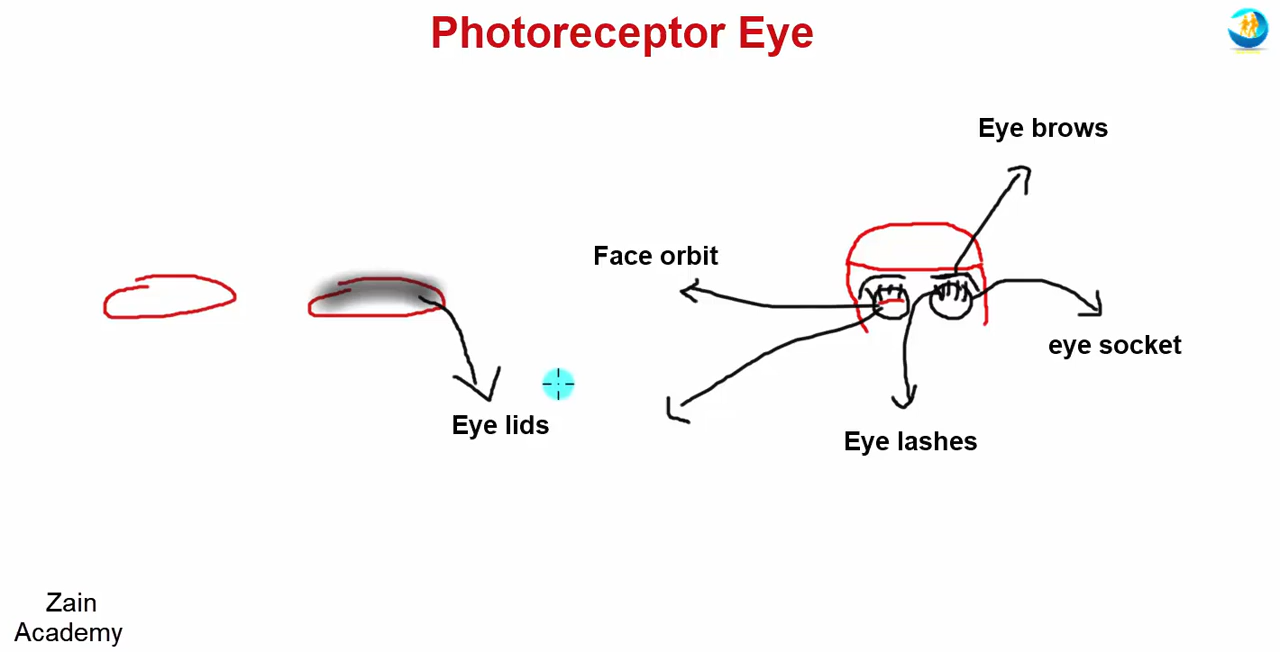 Photoreceptor Eye
Eye brows
Face orbit
eye socket
Eye lids
Eye lashes
Zain
Academy